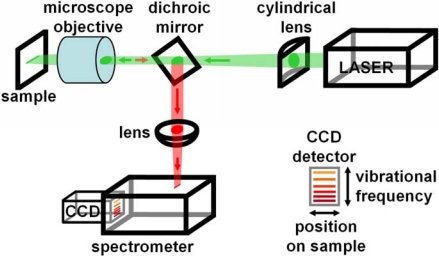 microscope
objective
dichroic
mirror
cylindrical
lens
LASER
sample
lens
CCD
detector
vibrational
frequency
CCD
position
on sample
spectrometer